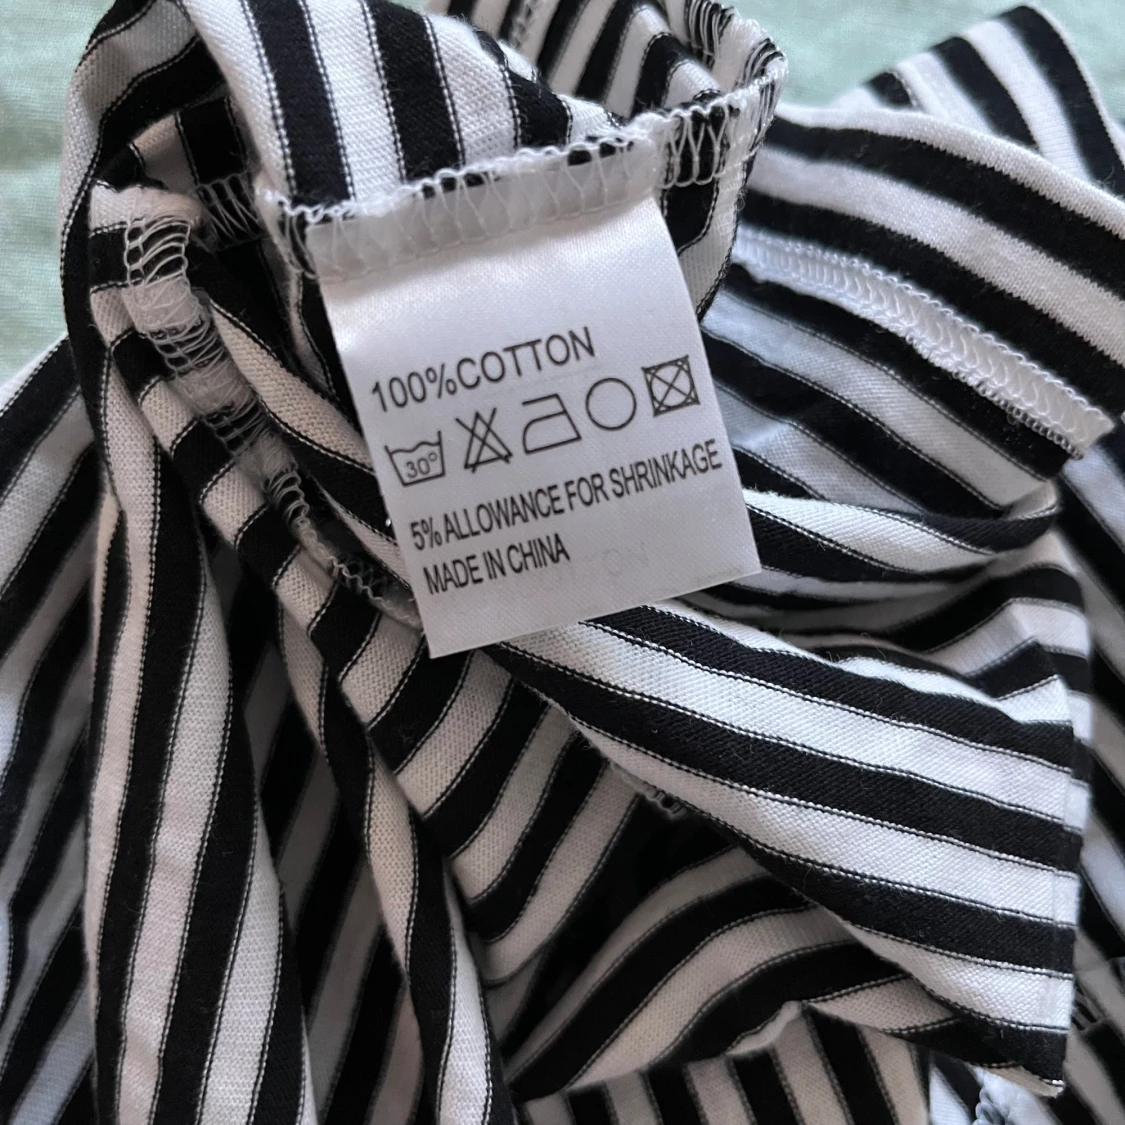 100%COTTON
30°
5% ALLOWANCE FOR SHRINKAGE
MADE IN CHINA